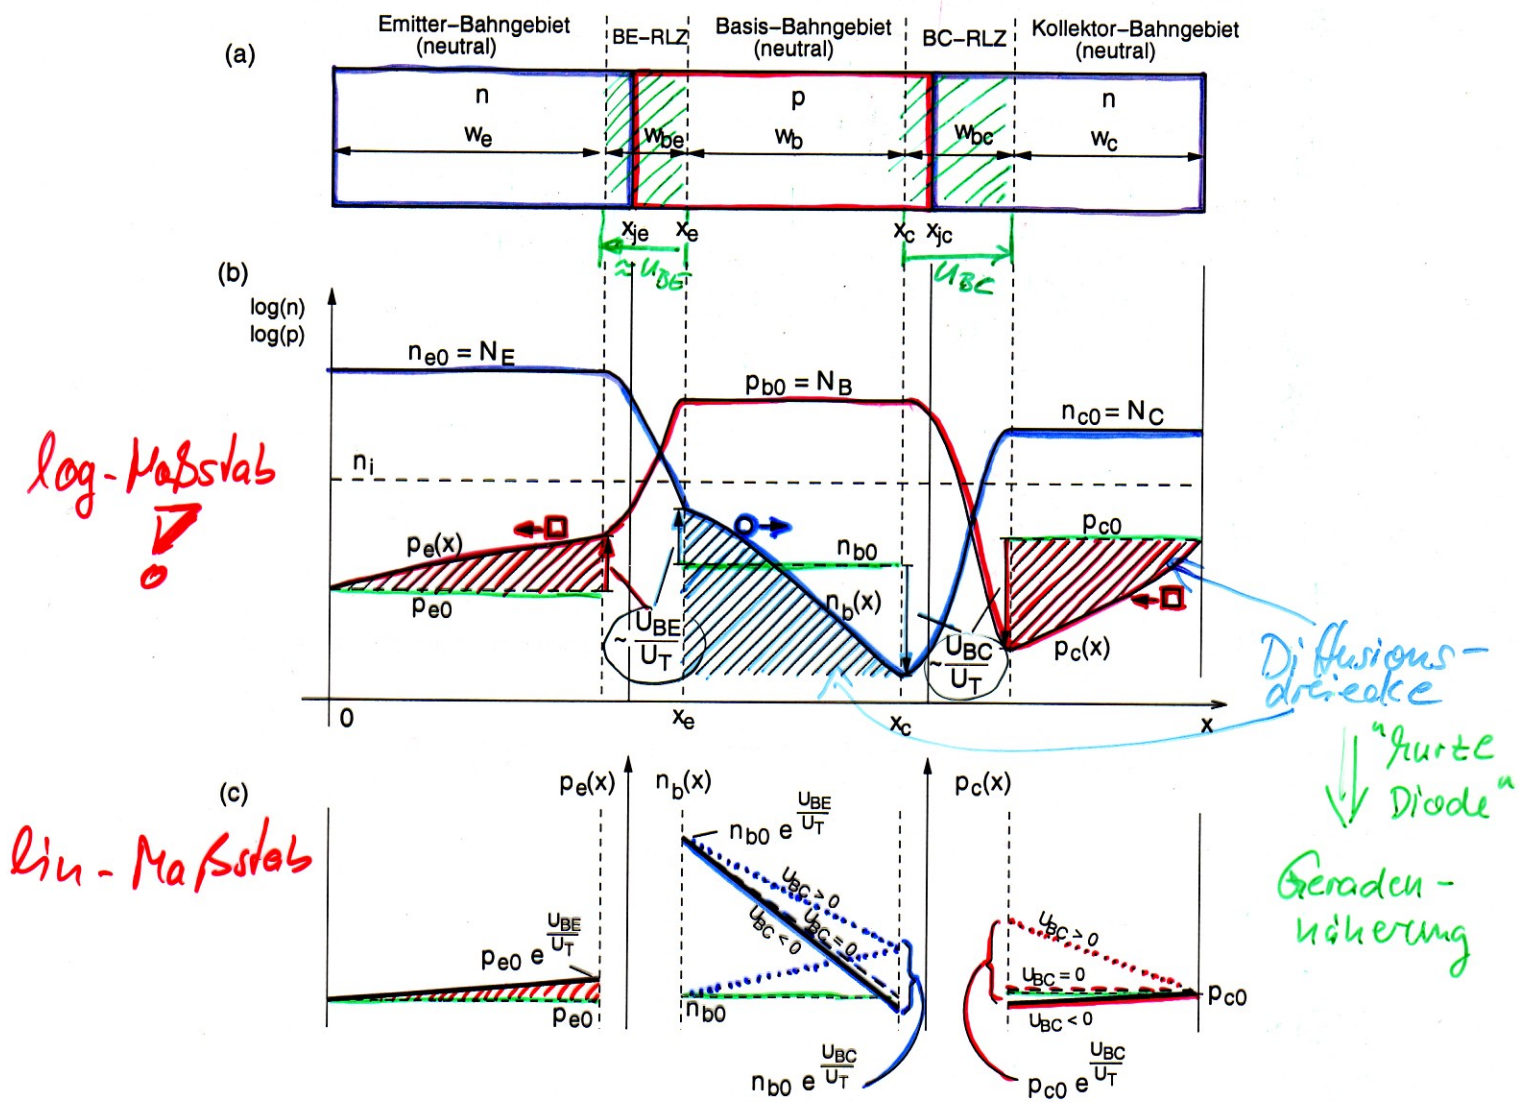 Emitter–Bahngebiet
(neutral)
BE–RLZ
Basis–Bahngebiet
(neutral)
BC–RLZ
Kollektor–Bahngebiet
(neutral)
(a)
n
p
n
we
wbe
wb
wbc
wc
xje
xe
xc
xjc
≈ UBE
UBC
(b)
log(n)
log(p)
ne0 = NE
pb0 = NB
nc0 = NC
log-Maßstab
!
ni
pe(x)
pe0
nb0
nb(x)
pc0
pc(x)
~ UBE
UT
~ UBC
UT
Diffusions-
dreiecke
0
xe
xc
x
"kurze
Diode"
Geraden-
näherung
(c)
lin-Maßstab
pe(x)
nb(x)
pc(x)
nb0 e UBE
UT
UBC > 0
UBC = 0
UBC < 0
pe0 e UBE
UT
pe0
nb0
UBC > 0
UBC = 0
UBC < 0
pc0
nb0 e UBC
UT
pc0 e UBC
UT